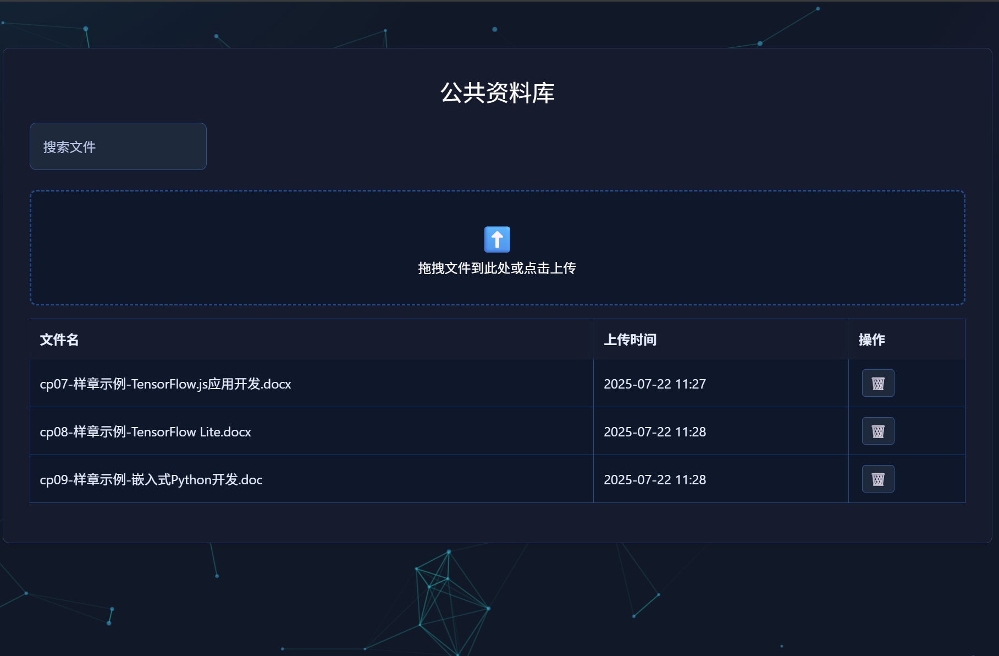 公共资料库
搜索文件
拖拽文件到此处或点击上传
文件名 上传时间 操作
cp07-样章示例-TensorFlow.js应用开发.docx 2025-07-22 11:27
cp08-样章示例-TensorFlow Lite.docx 2025-07-22 11:28
cp09-样章示例-嵌入式Python开发.doc 2025-07-22 11:28